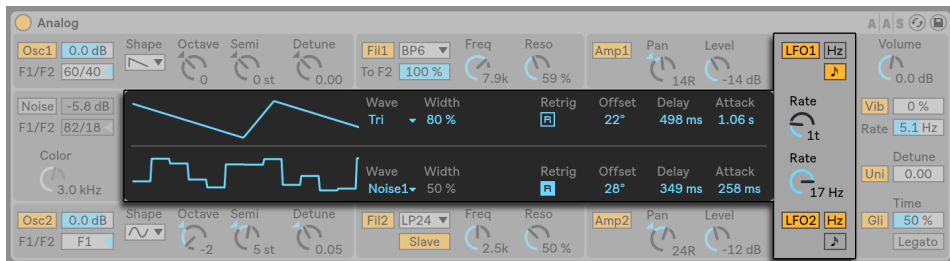 Analog A A S
Osc1 0.0 dB Shape Octave Semi Detune Fil1 BP6 Freq Reso Amp1 Pan Level LFO1 Hz Volume
F1/F2 60/40 0 0 st 0.00 To F2 100 % 7.9k 59 % 14R -14 dB ♪ 0.0 dB
Noise -5.8 dB Wave Width Retrig Offset Delay Attack Rate Vib 0 %
F1/F2 82/18 Tri 80 % R 22° 498 ms 1.06 s 1t Rate 5.1 Hz
Color Wave Width Retrig Offset Delay Attack Rate Detune
3.0 kHz Noise1 50 % R 28° 349 ms 258 ms 17 Hz Uni 0.00
Osc2 0.0 dB Shape Octave Semi Detune Fil2 LP24 Freq Reso Amp2 Pan Level LFO2 Hz Time
Gli 50 %
F1/F2 F1 -2 5 st 0.05 Slave 2.5k 50 % 24R -12 dB ♪ Legato